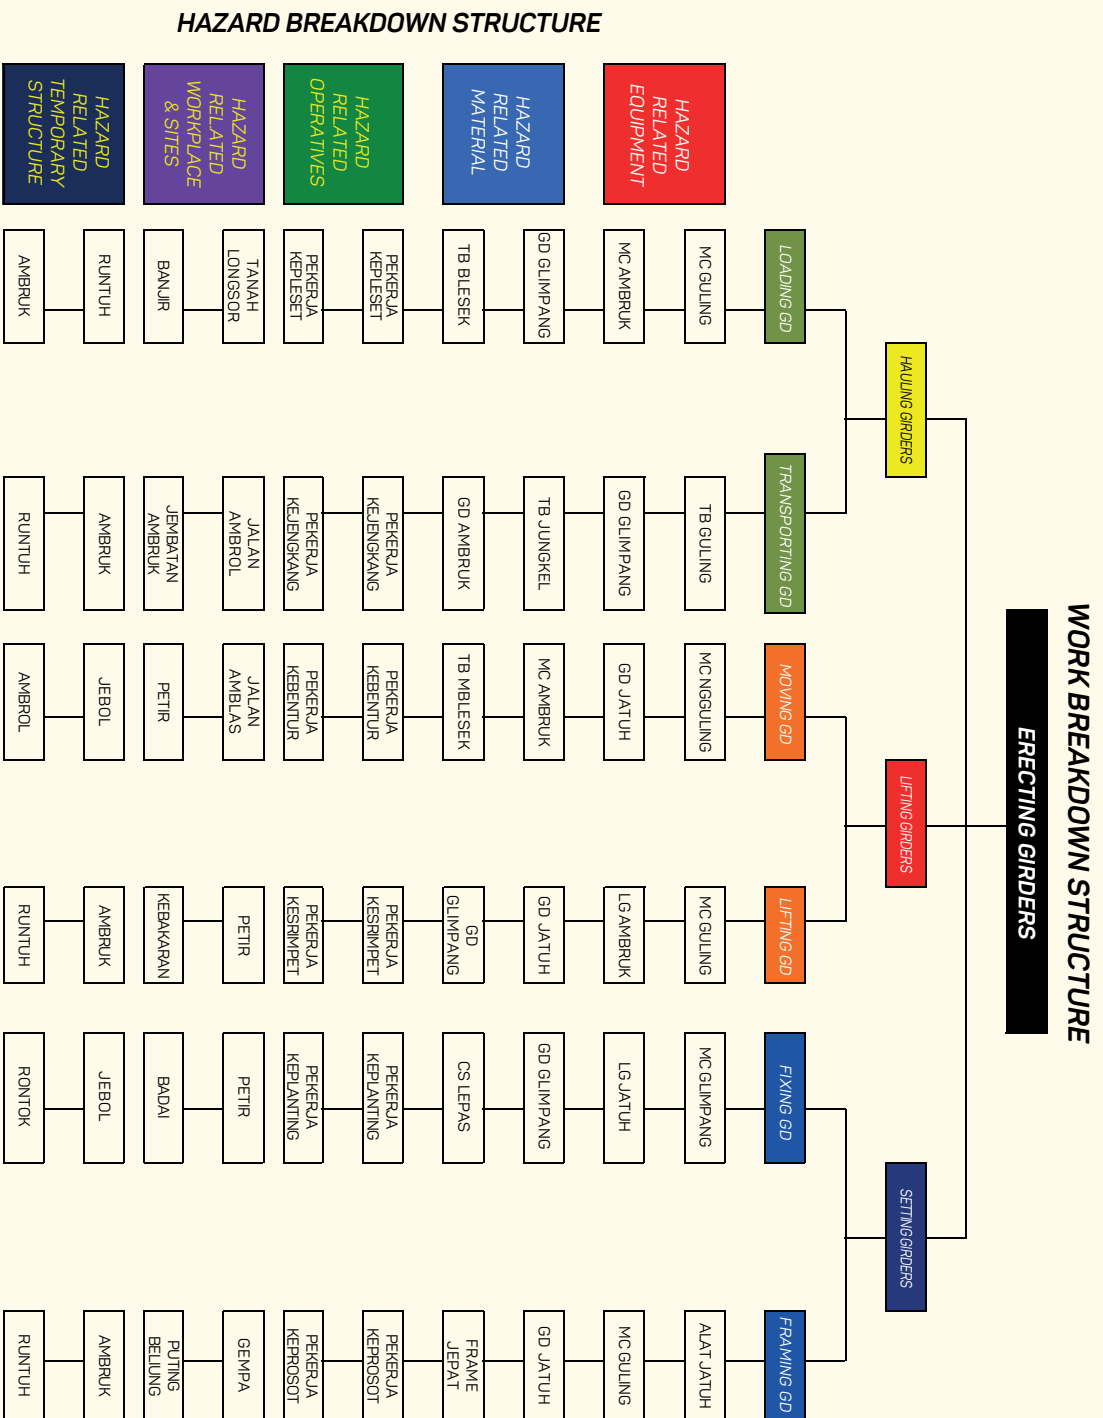 HAZARD BREAKDOWN STRUCTURE
WORK BREAKDOWN STRUCTURE
ERECTING GIRDERS
HAULING GIRDERS
LIFTING GIRDERS
SETTING GIRDERS
LOADING GD
TRANSPORTING GD
MOVING GD
LIFTING GD
FIXING GD
FRAMING GD
HAZARD
RELATED
EQUIPMENT
MC GULING
TB GULING
MC NGGULING
MC GULING
MC GLIMPANG
ALAT JATUH
MC AMBRUK
GD GLIMPANG
GD JATUH
LG AMBRUK
LG JATUH
MC GULING
HAZARD
RELATED
MATERIAL
GD GLIMPANG
TB JUNGKEL
MC AMBRUK
GD JATUH
GD GLIMPANG
GD JATUH
TB BLESEK
GD AMBRUK
TB MBLESEK
GD
GLIMPANG
CS LEPAS
FRAME
JEPAT
HAZARD
RELATED
OPERATIVES
PEKERJA
KEPLESET
PEKERJA
KEJENGKANG
PEKERJA
KEBENTUR
PEKERJA
KESRIMPET
PEKERJA
KEPLANTING
PEKERJA
KEPROSOT
PEKERJA
KEPLESET
PEKERJA
KEJENGKANG
PEKERJA
KEBENTUR
PEKERJA
KESRIMPET
PEKERJA
KEPLANTING
PEKERJA
KEPROSOT
HAZARD
RELATED
WORKPLACE
& SITES
TANAH
LONGSOR
JALAN
AMBROL
JALAN
AMBLAS
PETIR
PETIR
GEMPA
BANJIR
JEMBATAN
AMBRUK
PETIR
KEBAKARAN
BADAI
PUTING
BELIUNG
HAZARD
RELATED
TEMPORARY
STRUCTURE
RUNTUH
AMBRUK
JEBOL
AMBRUK
JEBOL
AMBRUK
AMBRUK
RUNTUH
AMBROL
RUNTUH
RONTOK
RUNTUH